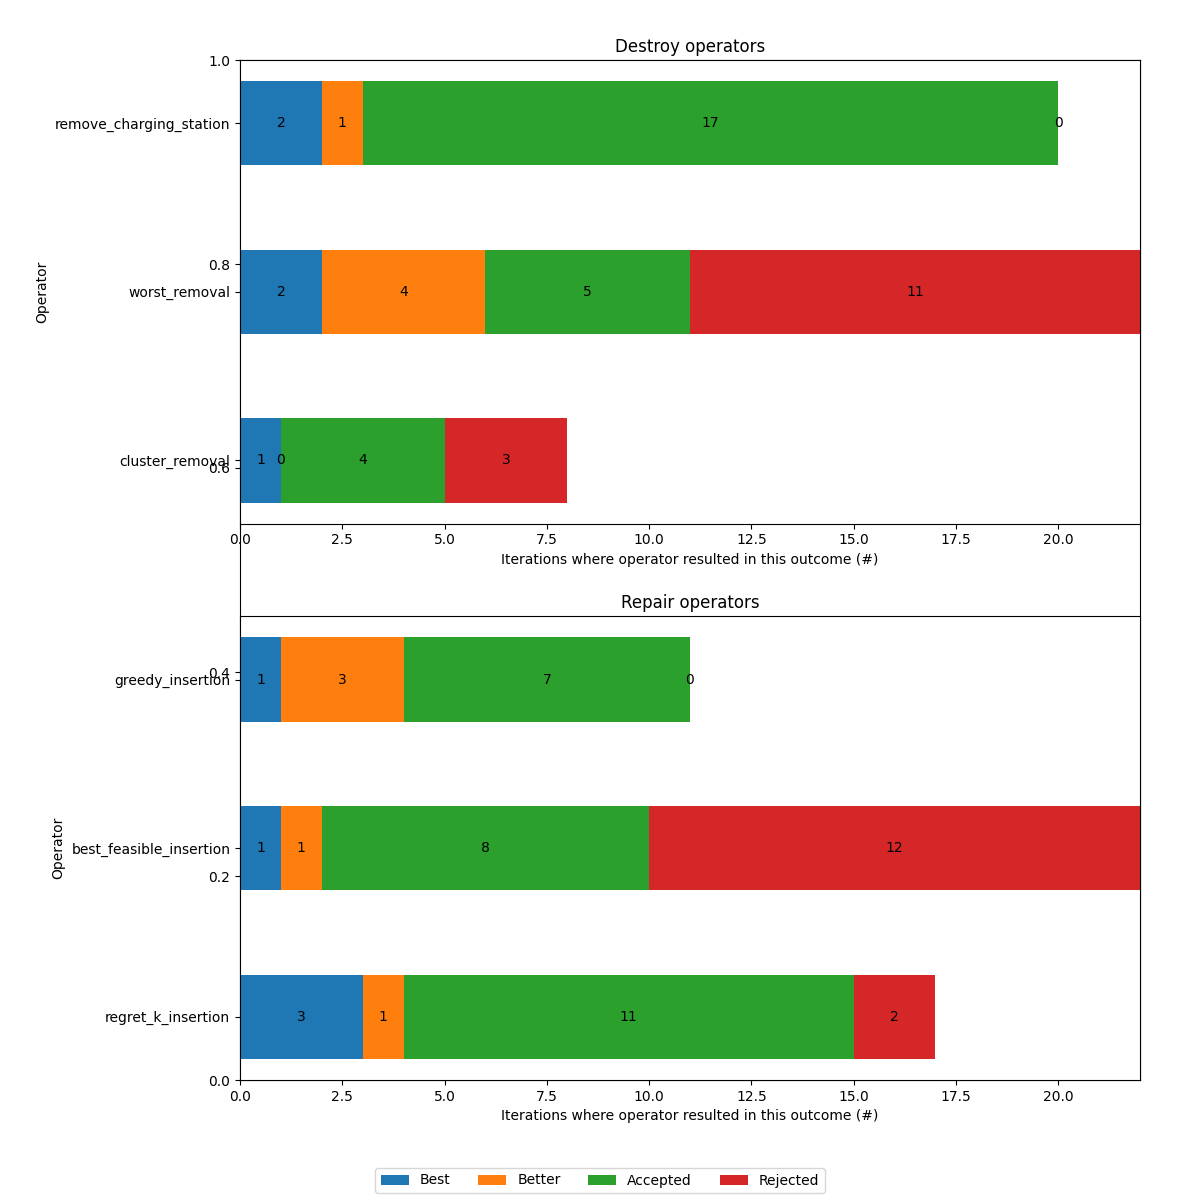 Destroy operators
1.0
remove_charging_station 2 1 17 0
0.8
worst_removal 2 4 5 11
Operator
cluster_removal 1 0 4 3
0.6
0.0 2.5 5.0 7.5 10.0 12.5 15.0 17.5 20.0
Iterations where operator resulted in this outcome (#)
Repair operators
0.4
greedy_insertion 1 3 7 0
best_feasible_insertion 1 1 8 12
Operator
0.2
regret_k_insertion 3 1 11 2
0.0
0.0 2.5 5.0 7.5 10.0 12.5 15.0 17.5 20.0
Iterations where operator resulted in this outcome (#)
Best Better Accepted Rejected